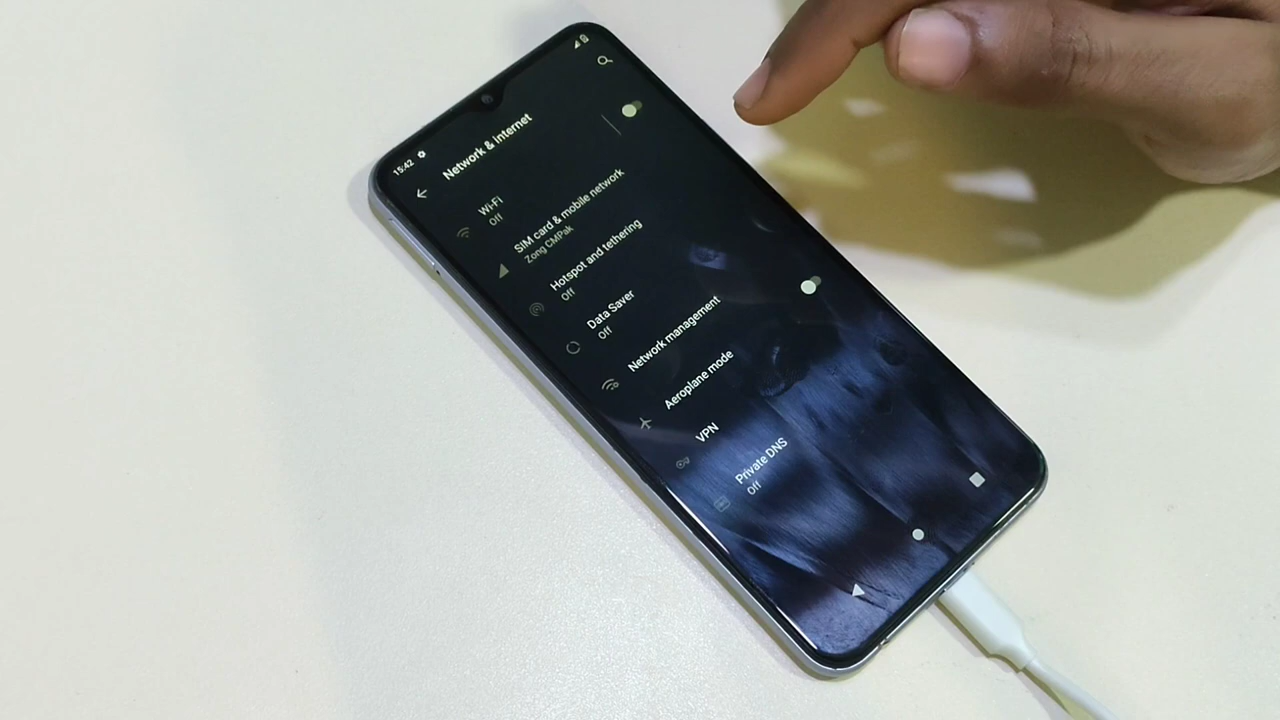 15:42
Network & internet
Wi-Fi
Off
SIM card & mobile network
Zong CMPak
Hotspot and tethering
Off
Data Saver
Off
Network management
Aeroplane mode
VPN
Private DNS
Off